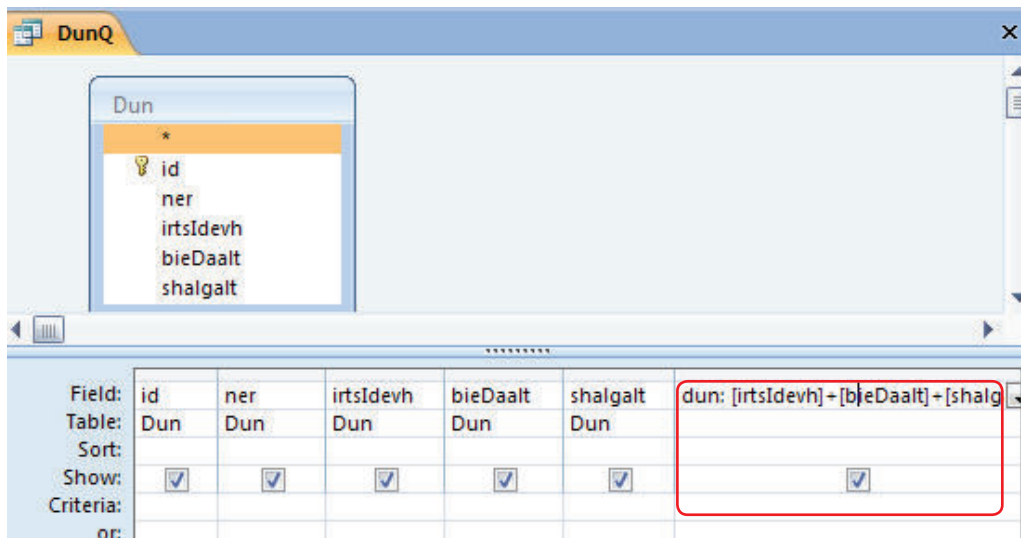 DunQ
Dun
*
id
ner
irtsIdevh
bieDaalt
shalgalt
Field: id ner irtsIdevh bieDaalt shalgalt dun: [irtsIdevh]+[bieDaalt]+[shalg
Table: Dun Dun Dun Dun Dun
Sort:
Show:
Criteria:
or: